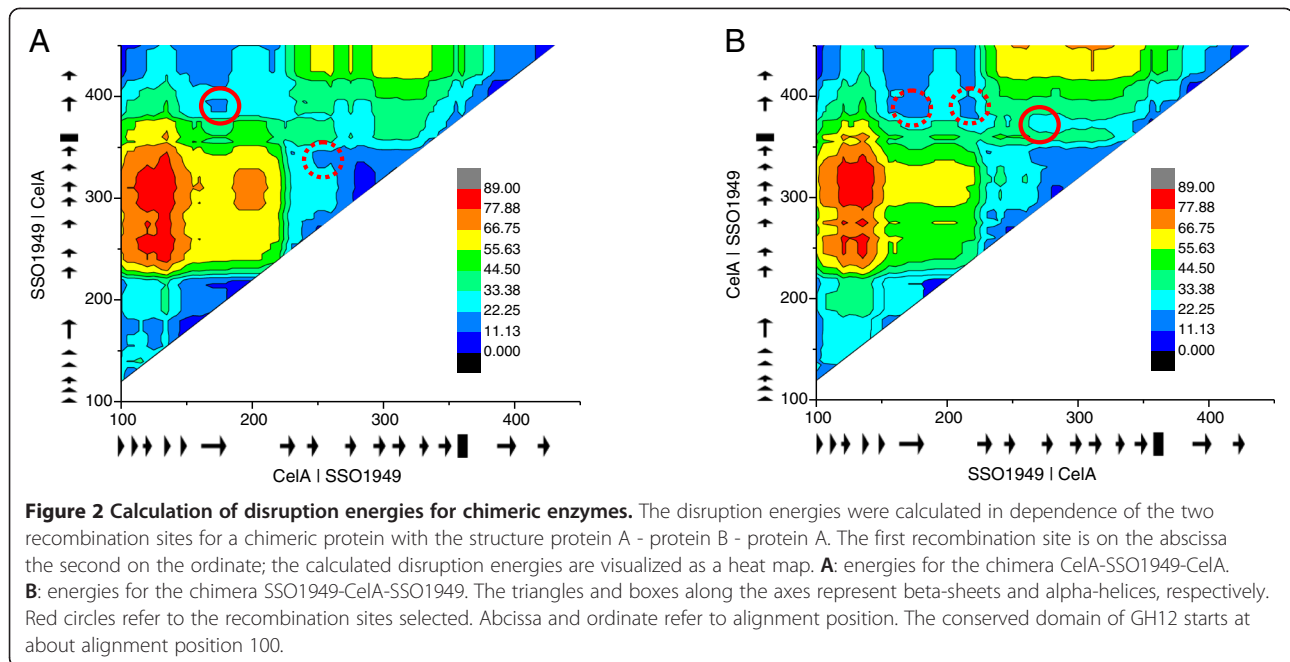 A
B
400
300
200
100
SSO1949 | CelA
89.00
77.88
66.75
55.63
44.50
33.38
22.25
11.13
0.000
100
200
300
400
CelA | SSO1949
400
300
200
100
CelA | SSO1949
89.00
77.88
66.75
55.63
44.50
33.38
22.25
11.13
0.000
100
200
300
400
SSO1949 | CelA
Figure 2 Calculation of disruption energies for chimeric enzymes. The disruption energies were calculated in dependence of the two
recombination sites for a chimeric protein with the structure protein A - protein B - protein A. The first recombination site is on the abscissa
the second on the ordinate; the calculated disruption energies are visualized as a heat map. A: energies for the chimera CelA-SSO1949-CelA.
B: energies for the chimera SSO1949-CelA-SSO1949. The triangles and boxes along the axes represent beta-sheets and alpha-helices, respectively.
Red circles refer to the recombination sites selected. Abcissa and ordinate refer to alignment position. The conserved domain of GH12 starts at
about alignment position 100.